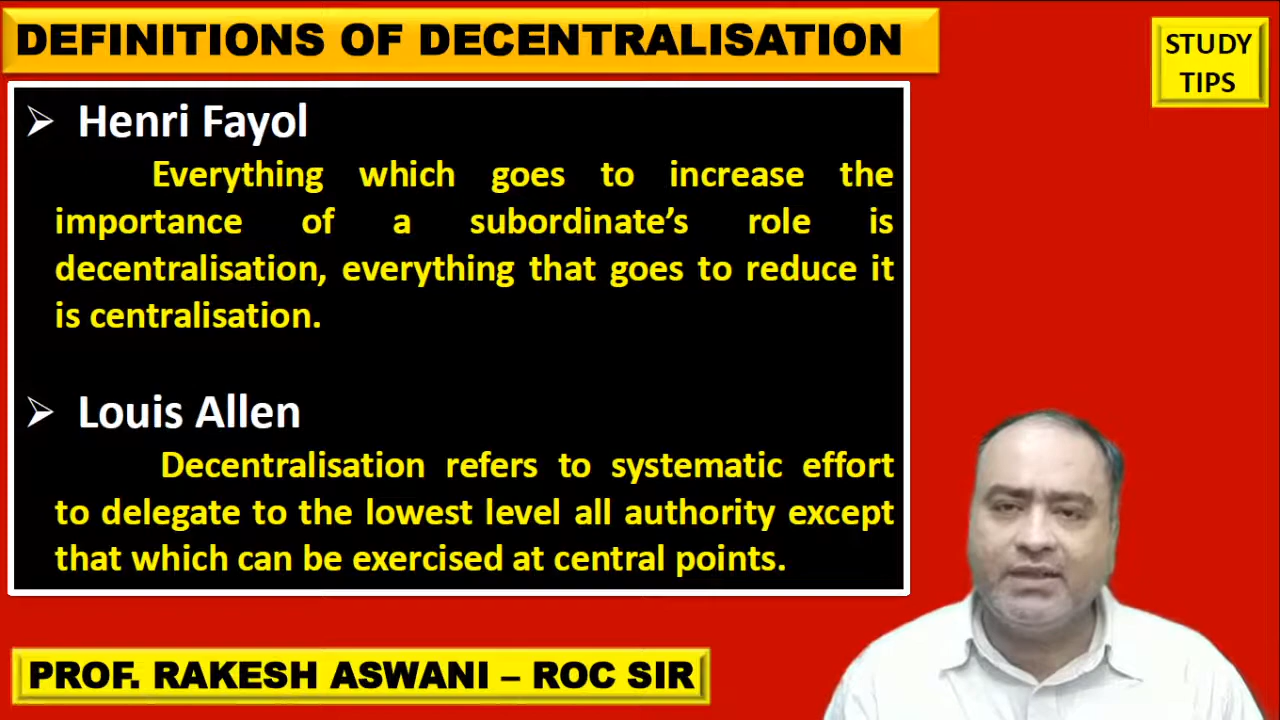 DEFINITIONS OF DECENTRALISATION
STUDY
TIPS
➢ Henri Fayol
Everything which goes to increase the
importance of a subordinate’s role is
decentralisation, everything that goes to reduce it
is centralisation.
➢ Louis Allen
Decentralisation refers to systematic effort
to delegate to the lowest level all authority except
that which can be exercised at central points.
PROF. RAKESH ASWANI – ROC SIR